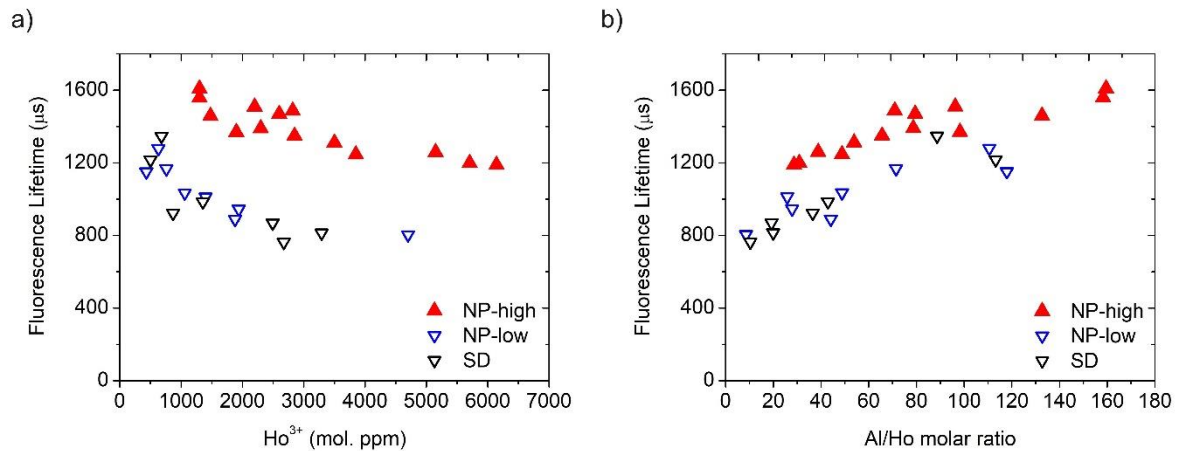 a)
Fluorescence Lifetime (µs)
1600
1200
800
400
0
NP-high
NP-low
SD
0 1000 2000 3000 4000 5000 6000 7000
Ho³⁺ (mol. ppm)
b)
Fluorescence Lifetime (µs)
1600
1200
800
400
0
NP-high
NP-low
SD
0 20 40 60 80 100 120 140 160 180
Al/Ho molar ratio